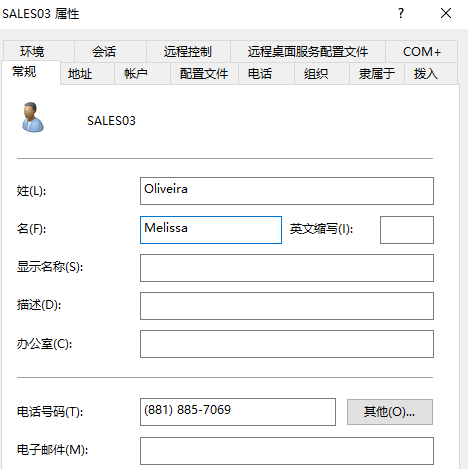 SALES03 属性
环境 会话 远程控制 远程桌面服务配置文件 COM+
常规 地址 帐户 配置文件 电话 组织 隶属于 拨入
SALES03
姓(L): Oliveira
名(F): Melissa 英文缩写(I):
显示名称(S):
描述(D):
办公室(C):
电话号码(T): (881) 885-7069 其他(O)...
电子邮件(M):